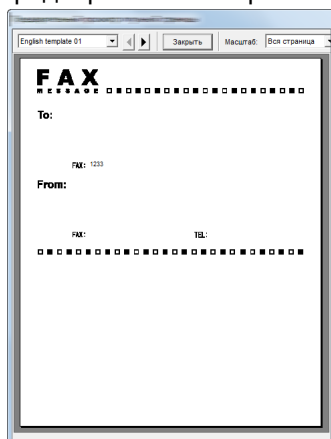 English template 01 Закрыть Масштаб: Вся страница
FAX
MESSAGE
To:
FAX: 1233
From:
FAX: TEL: